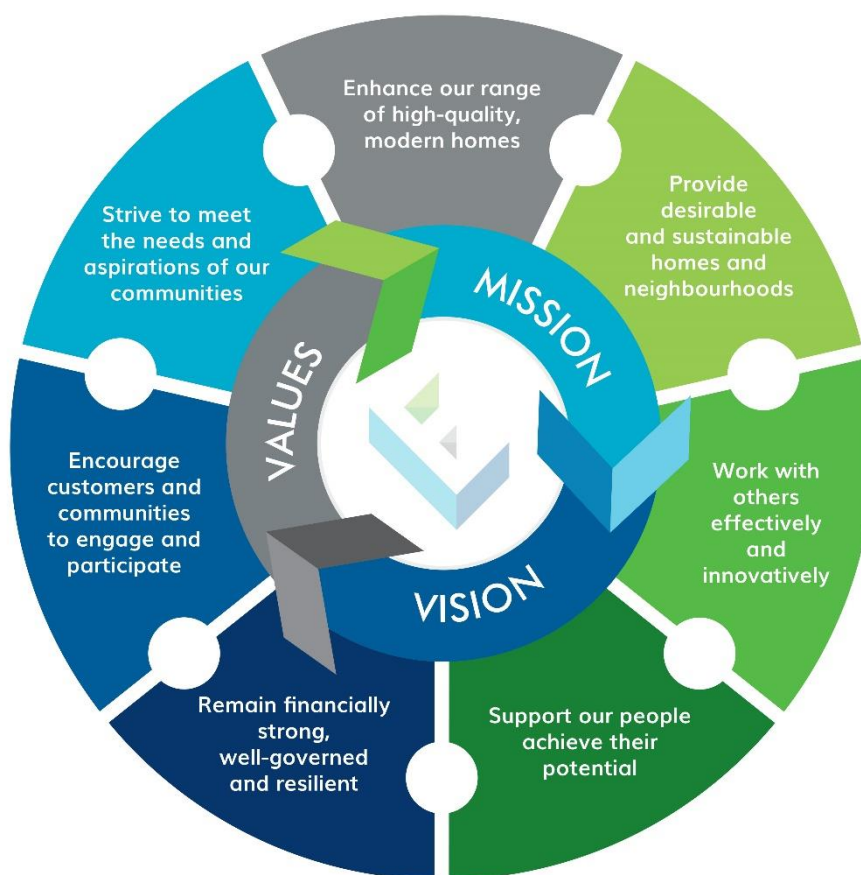 Enhance our range
of high-quality,
modern homes
Provide
desirable
and sustainable
homes and
neighbourhoods
Work with
others
effectively
and
innovatively
Support our people
achieve their
potential
Remain financially
strong,
well-governed
and resilient
Encourage
customers and
communities
to engage and
participate
Strive to meet
the needs and
aspirations of our
communities
MISSION
VISION
VALUES